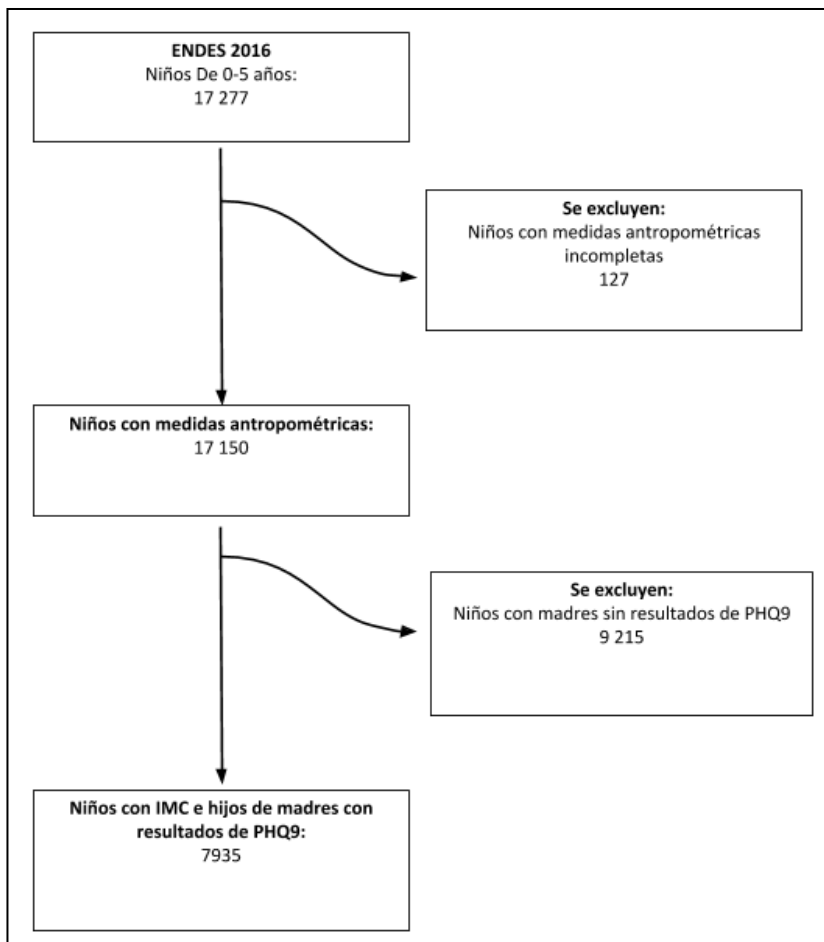 ENDES 2016
Niños De 0-5 años:
17 277
Se excluyen:
Niños con medidas antropométricas
incompletas
127
Niños con medidas antropométricas:
17 150
Se excluyen:
Niños con madres sin resultados de PHQ9
9 215
Niños con IMC e hijos de madres con
resultados de PHQ9:
7935